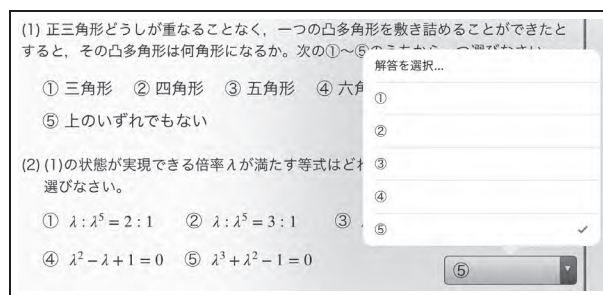 (1) 正三角形どうしが重なることなく，一つの凸多角形を敷き詰めることができたと
すると，その凸多角形は何角形になるか。次の①〜⑤の
① 三角形 ② 四角形 ③ 五角形 ④ 六角
⑤ 上のいずれでもない
(2) (1)の状態が実現できる倍率λが満たす等式はどれ
選びなさい。
① λ : λ⁵ = 2 : 1 ② λ : λ⁵ = 3 : 1 ③
④ λ² − λ + 1 = 0 ⑤ λ³ + λ² − 1 = 0
解答を選択...
①
②
③
④
⑤ ✓
⑤